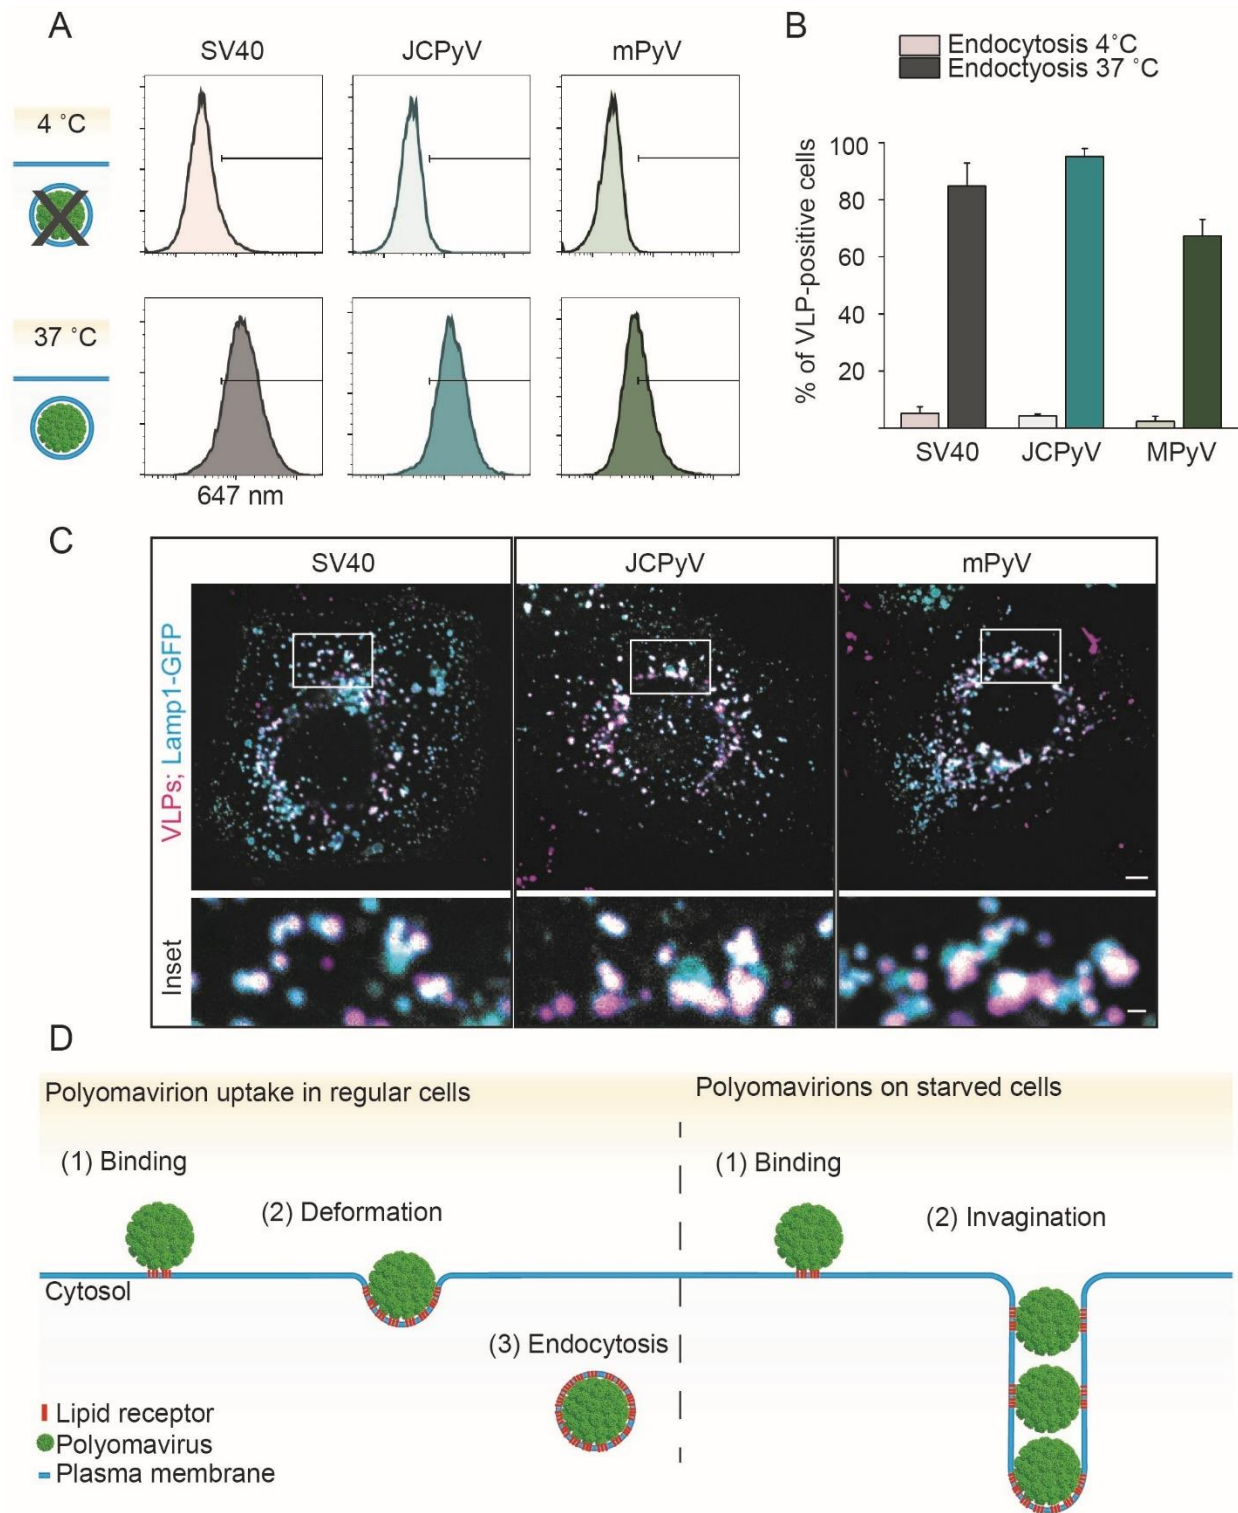 A
SV40
JCPyV
mPyV
4 °C
37 °C
647 nm
B
Endocytosis 4°C
Endoctyosis 37 °C
% of VLP-positive cells
100
80
60
40
20
SV40
JCPyV
MPyV
C
SV40
JCPyV
mPyV
VLPs; Lamp1-GFP
Inset
D
Polyomavirion uptake in regular cells
Polyomavirions on starved cells
(1) Binding
(2) Deformation
(1) Binding
(2) Invagination
Cytosol
(3) Endocytosis
Lipid receptor
Polyomavirus
Plasma membrane